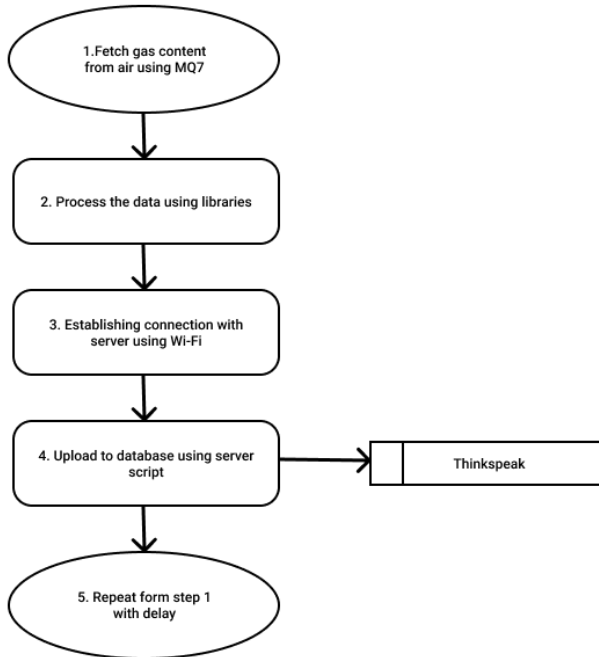 1.Fetch gas content
from air using MQ7
2. Process the data using libraries
3. Establishing connection with
server using Wi-Fi
4. Upload to database using server
script
Thinkspeak
5. Repeat form step 1
with delay